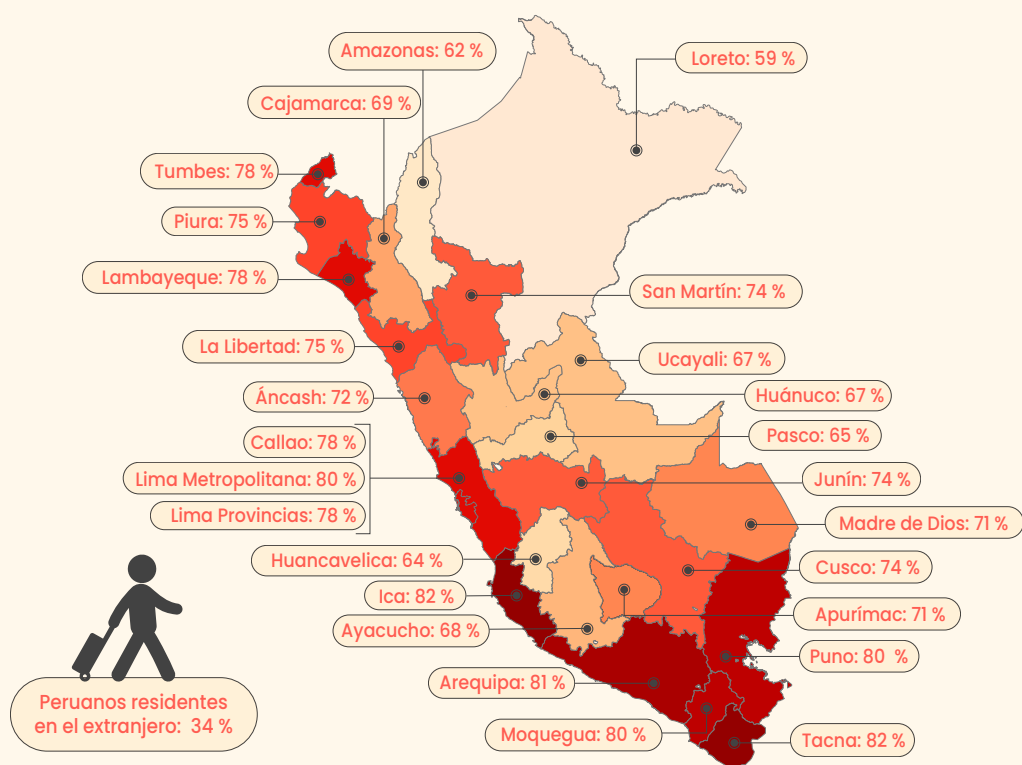 Amazonas: 62 %
Loreto: 59 %
Cajamarca: 69 %
Tumbes: 78 %
Piura: 75 %
Lambayeque: 78 %
San Martín: 74 %
La Libertad: 75 %
Ucayali: 67 %
Áncash: 72 %
Huánuco: 67 %
Callao: 78 %
Pasco: 65 %
Lima Metropolitana: 80 %
Junín: 74 %
Lima Provincias: 78 %
Madre de Dios: 71 %
Huancavelica: 64 %
Cusco: 74 %
Ica: 82 %
Apurímac: 71 %
Ayacucho: 68 %
Puno: 80 %
Arequipa: 81 %
Peruanos residentes
en el extranjero: 34 %
Moquegua: 80 %
Tacna: 82 %